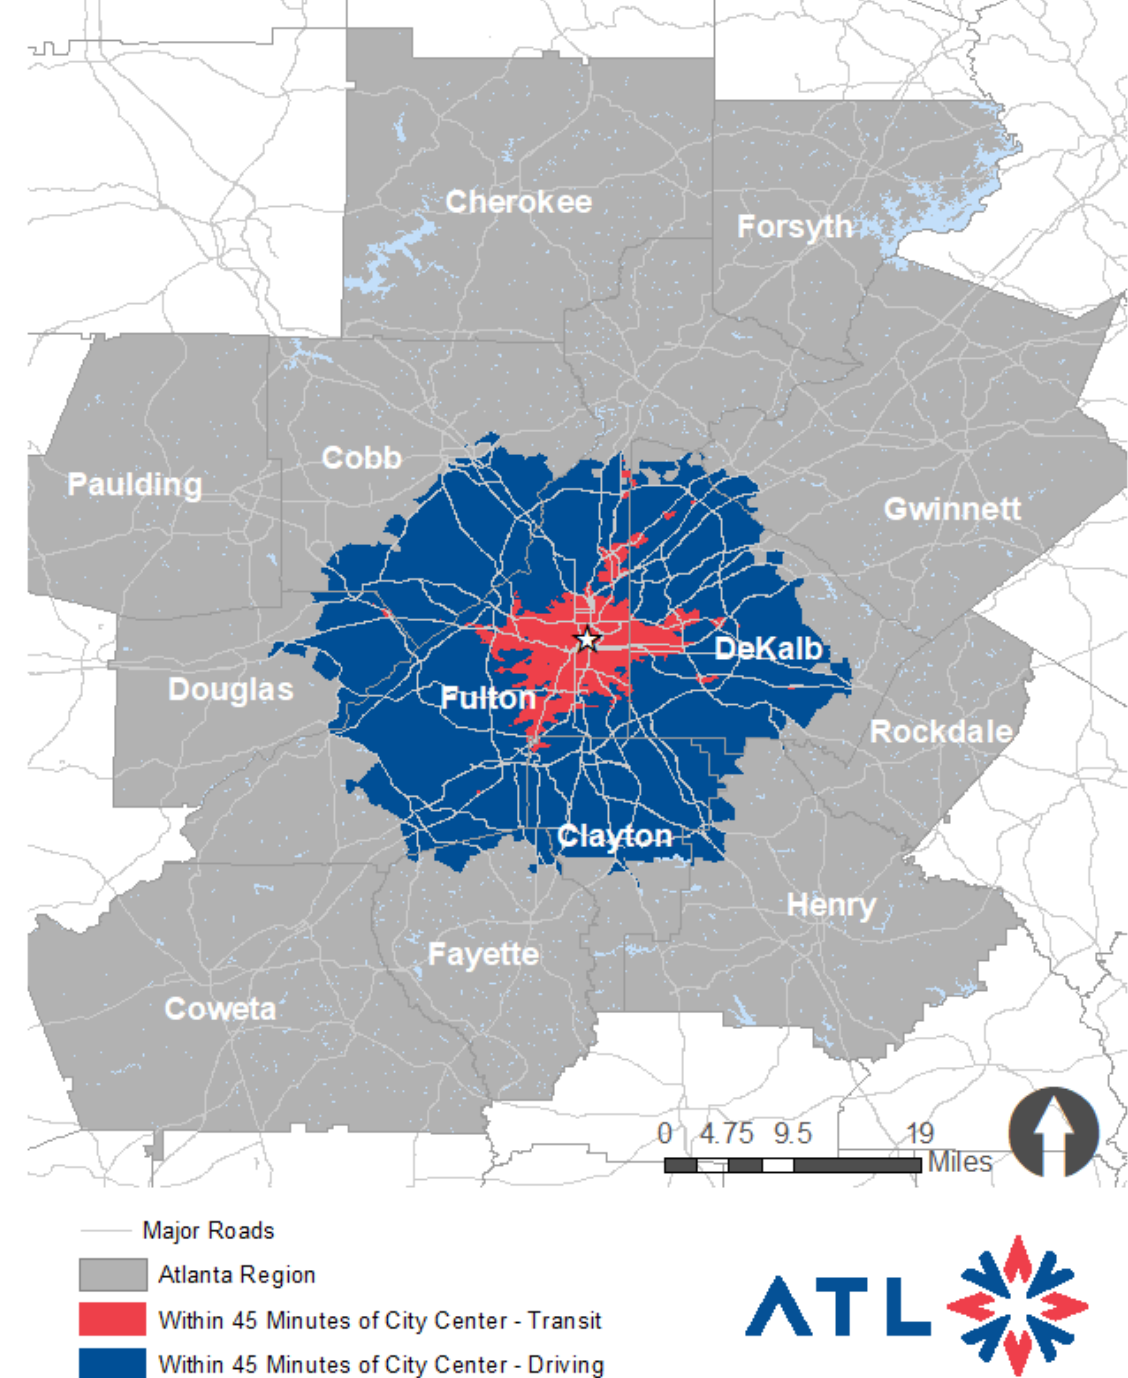 Cherokee
Forsyth
Cobb
Paulding
Gwinnett
DeKalb
Douglas
Fulton
Rockdale
Clayton
Henry
Fayette
Coweta
0 4.75 9.5 19
Miles
Major Roads
Atlanta Region
Within 45 Minutes of City Center - Transit
Within 45 Minutes of City Center - Driving
ATL